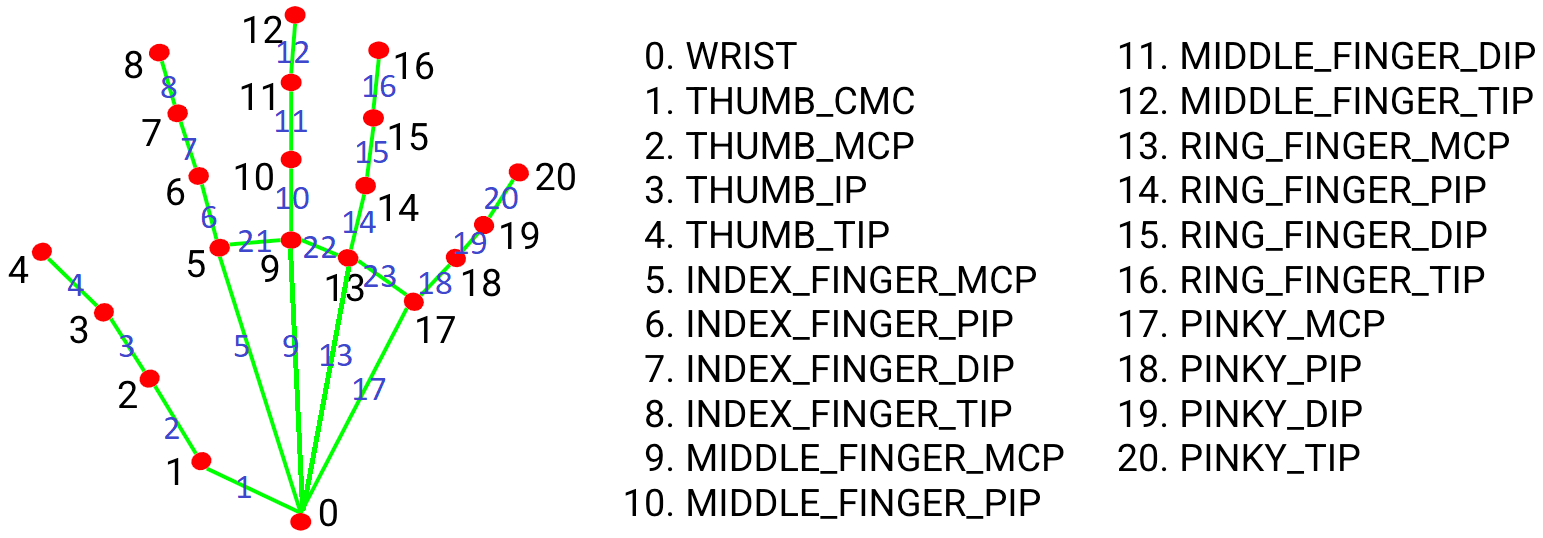 12
12
8
16
8
16
11
11
7
15
7
15
10
20
6
10
20
14
6
14
19
21
22
19
5
9
4
23
18
18
4
13
3
17
3
5
9
13
2
17
2
1
1
0
0. WRIST
1. THUMB_CMC
2. THUMB_MCP
3. THUMB_IP
4. THUMB_TIP
5. INDEX_FINGER_MCP
6. INDEX_FINGER_PIP
7. INDEX_FINGER_DIP
8. INDEX_FINGER_TIP
9. MIDDLE_FINGER_MCP
10. MIDDLE_FINGER_PIP
11. MIDDLE_FINGER_DIP
12. MIDDLE_FINGER_TIP
13. RING_FINGER_MCP
14. RING_FINGER_PIP
15. RING_FINGER_DIP
16. RING_FINGER_TIP
17. PINKY_MCP
18. PINKY_PIP
19. PINKY_DIP
20. PINKY_TIP